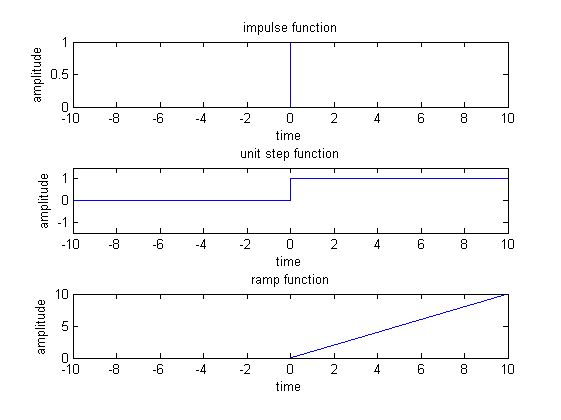 impulse function
1
0.5
0
amplitude
-10 -8 -6 -4 -2 0 2 4 6 8 10
time
unit step function
1
0
-1
amplitude
-10 -8 -6 -4 -2 0 2 4 6 8 10
time
ramp function
10
5
0
amplitude
-10 -8 -6 -4 -2 0 2 4 6 8 10
time